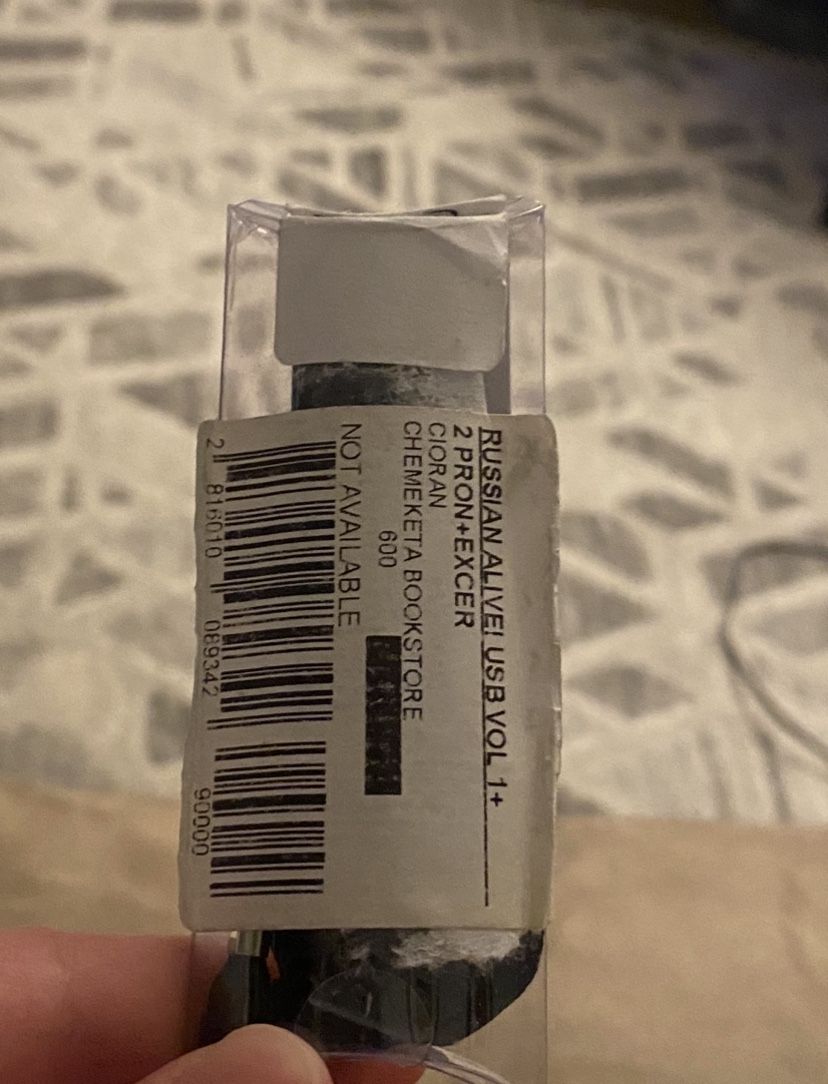 RUSSIAN ALIVE! USB VOL 1+
2 PRON+EXCER
CIORAN
CHEMEKETA BOOKSTORE
600
NOT AVAILABLE
2 816010 089342 90000